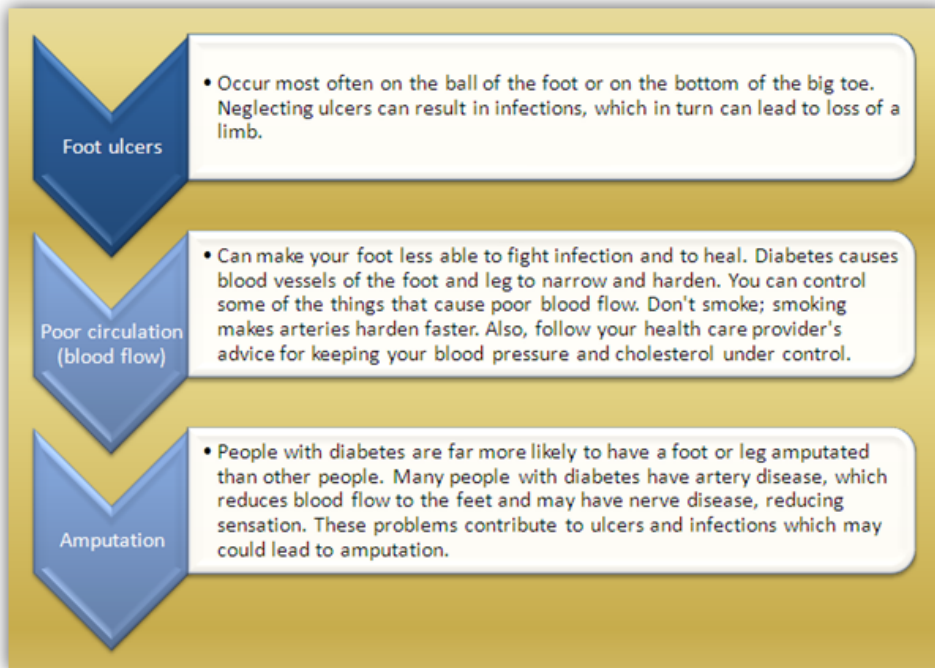 Foot ulcers
• Occur most often on the ball of the foot or on the bottom of the big toe.
Neglecting ulcers can result in infections, which in turn can lead to loss of a
limb.
Poor circulation
(blood flow)
• Can make your foot less able to fight infection and to heal. Diabetes causes
blood vessels of the foot and leg to narrow and harden. You can control
some of the things that cause poor blood flow. Don't smoke; smoking
makes arteries harden faster. Also, follow your health care provider's
advice for keeping your blood pressure and cholesterol under control.
Amputation
• People with diabetes are far more likely to have a foot or leg amputated
than other people. Many people with diabetes have artery disease, which
reduces blood flow to the feet and may have nerve disease, reducing
sensation. These problems contribute to ulcers and infections which may
could lead to amputation.